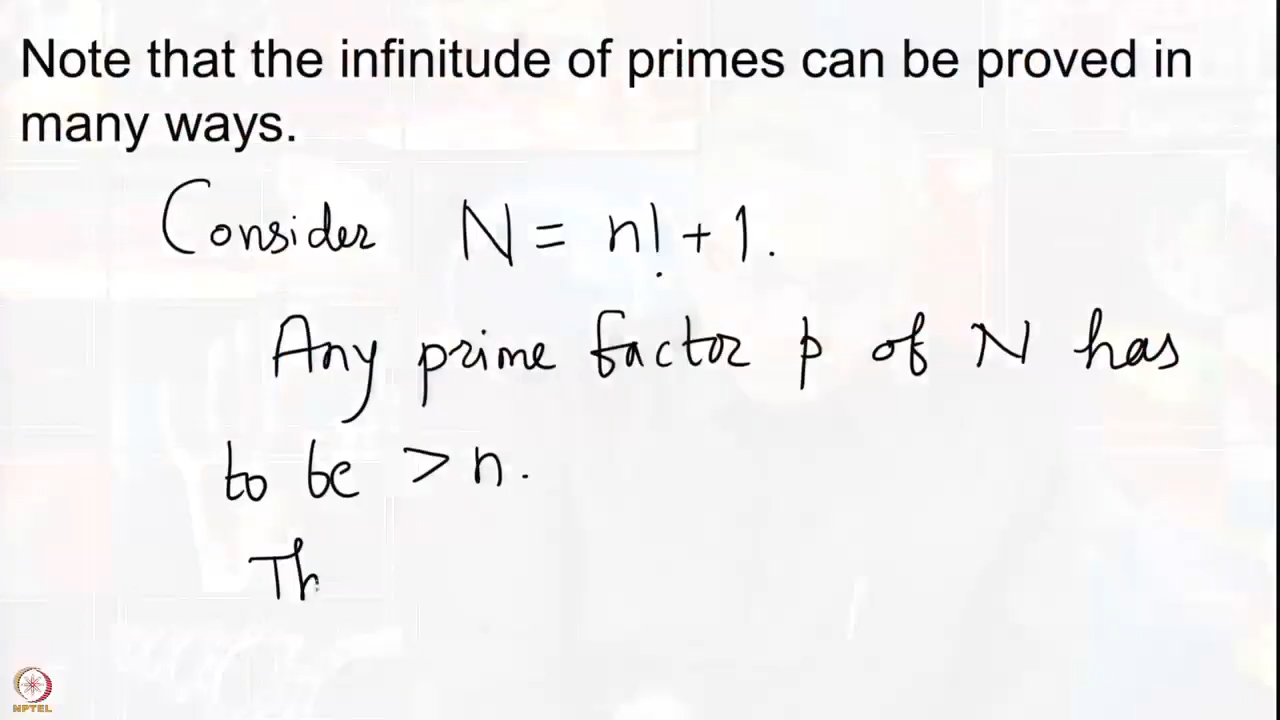 Note that the infinitude of primes can be proved in
many ways.
Consider N = n! + 1.
Any prime factor p of N has
to be > n.
Th
NPTEL